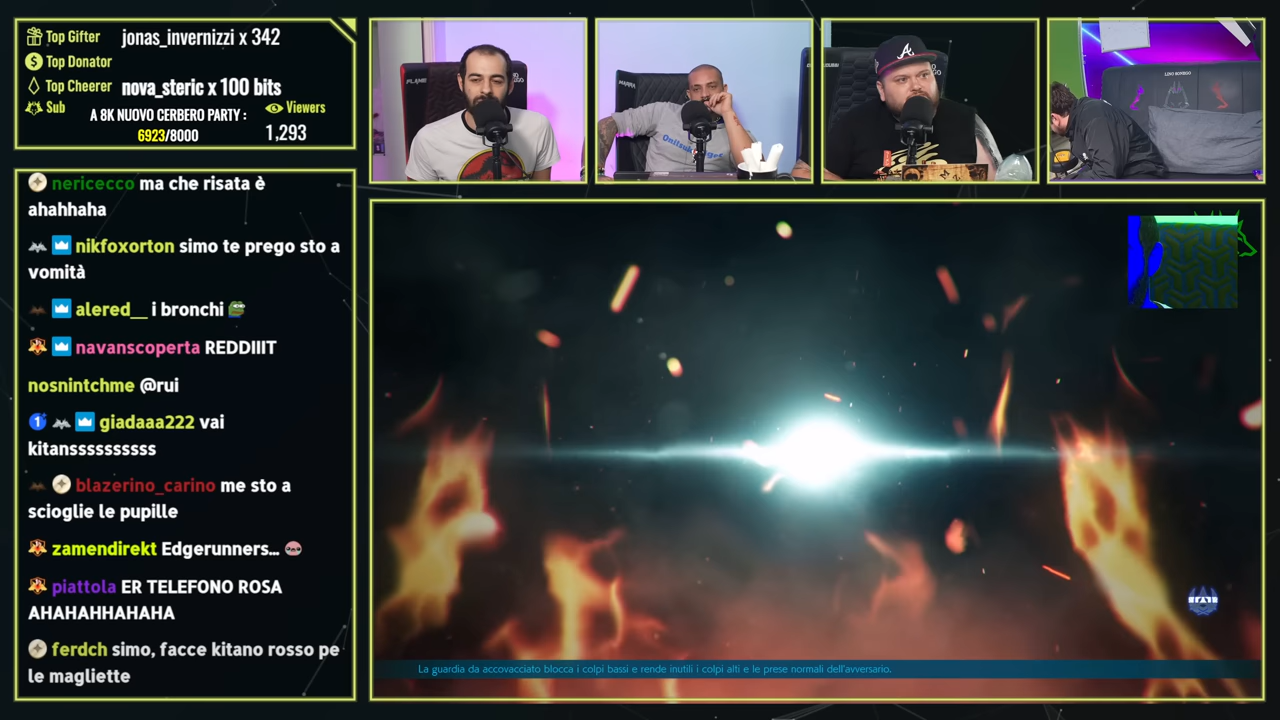 Top Gifter jonas_invernizzi x 342
Top Donator
Top Cheerer nova_steric x 100 bits
Sub
A 8K NUOVO CERBERO PARTY :
6923/8000
Viewers
1,293
nericecco ma che risata è
ahahhaha
nikfoxorton simo te prego sto a
vomità
alered__ i bronchi
navanscoperta REDDIIIT
nosnintchme @rui
giadaaa222 vai
kitanssssssssss
blazerino_carino me sto a
scioglie le pupille
zamendirekt Edgerunners...
piattola ER TELEFONO ROSA
AHAHAHHAHAHA
ferdch simo, facce kitano rosso pe
le magliette
La guardia da accovacciato blocca i colpi bassi e rende inutili i colpi alti e le prese normali dell'avversario.